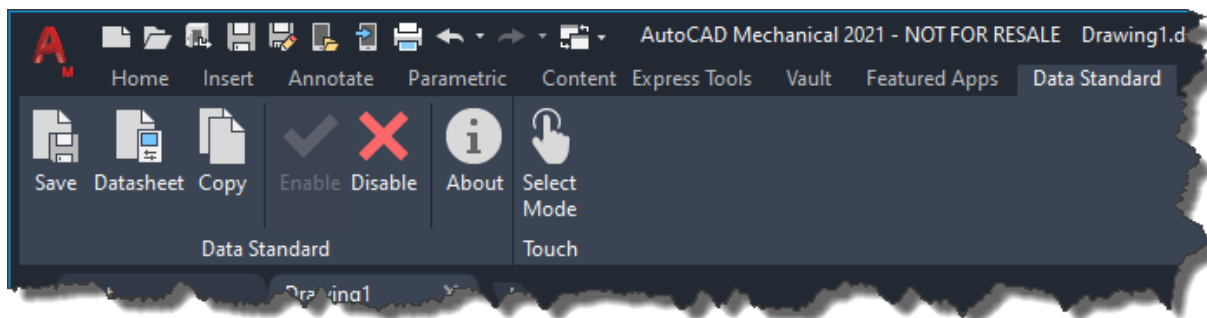 AutoCAD Mechanical 2021 - NOT FOR RESALE Drawing1.d
M
Home Insert Annotate Parametric Content Express Tools Vault Featured Apps Data Standard
Save Datasheet Copy Enable Disable About Select Mode
Data Standard Touch
Drawing1